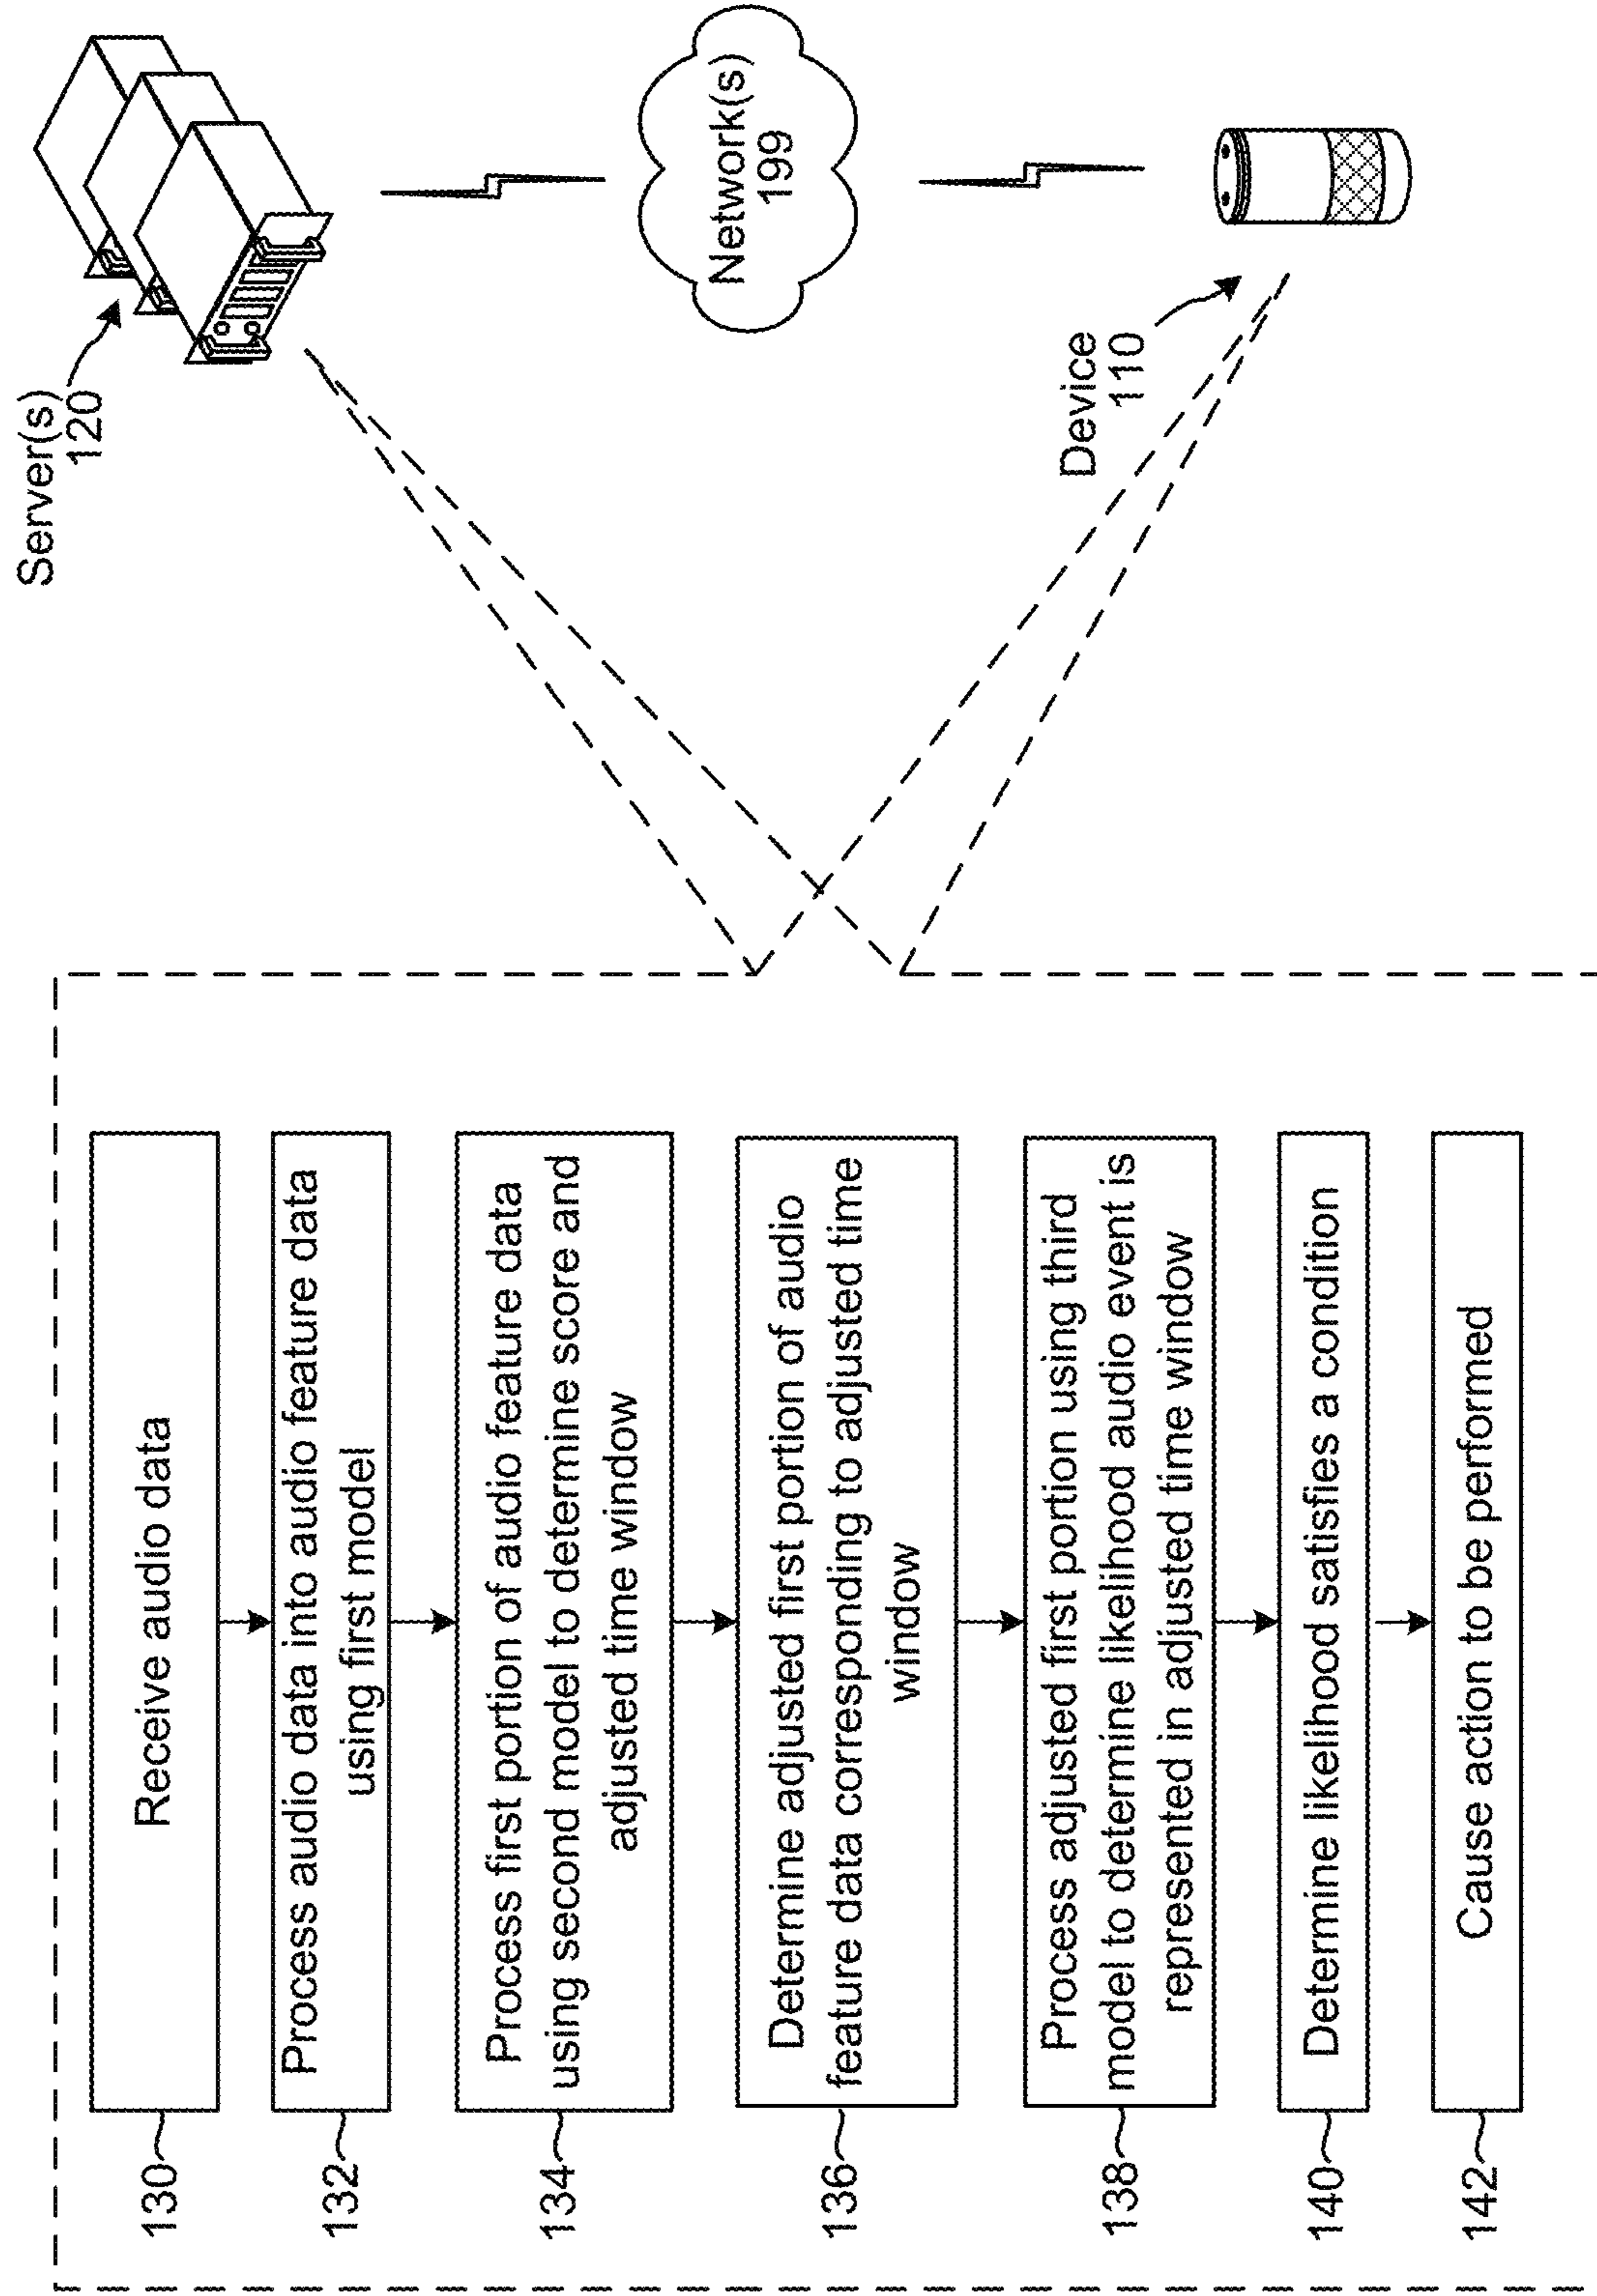 130
Receive audio data
132
Process audio data into audio feature data
using first model
134
Process first portion of audio feature data
using second model to determine score and
adjusted time window
136
Determine adjusted first portion of audio
feature data corresponding to adjusted time
window
138
Process adjusted first portion using third
model to determine likelihood audio event is
represented in adjusted time window
140
Determine likelihood satisfies a condition
142
Cause action to be performed
Server(s)
120
Network(s)
199
Device
110